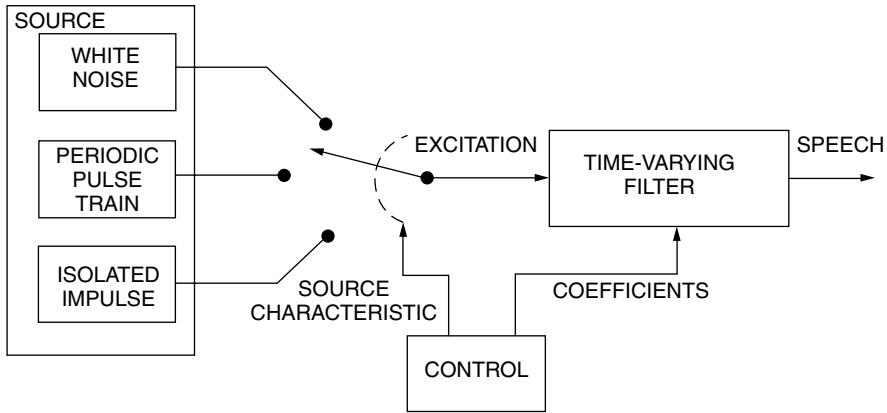 SOURCE
WHITE
NOISE
PERIODIC
PULSE
TRAIN
ISOLATED
IMPULSE
EXCITATION
TIME-VARYING
FILTER
SPEECH
SOURCE
CHARACTERISTIC
COEFFICIENTS
CONTROL